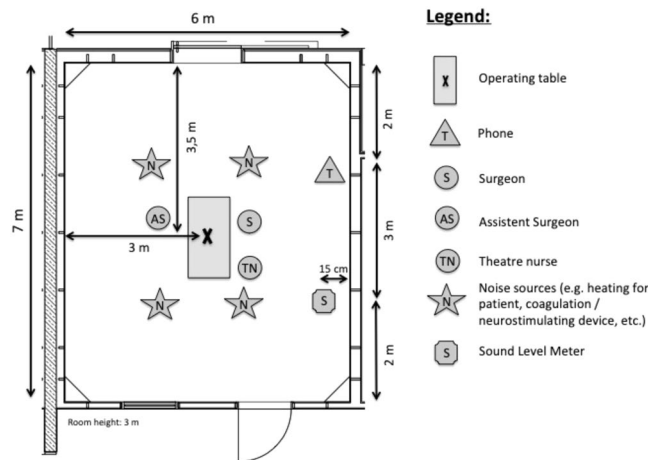 6 m
Legend:
X
Operating table
T
Phone
S
Surgeon
AS
Assistent Surgeon
TN
Theatre nurse
N
Noise sources (e.g. heating for
patient, coagulation /
neurostimulating device, etc.)
S
Sound Level Meter
7 m
3,5 m
2 m
N
N
T
AS
S
X
3 m
3 m
TN
15 cm
N
N
S
2 m
Room height: 3 m